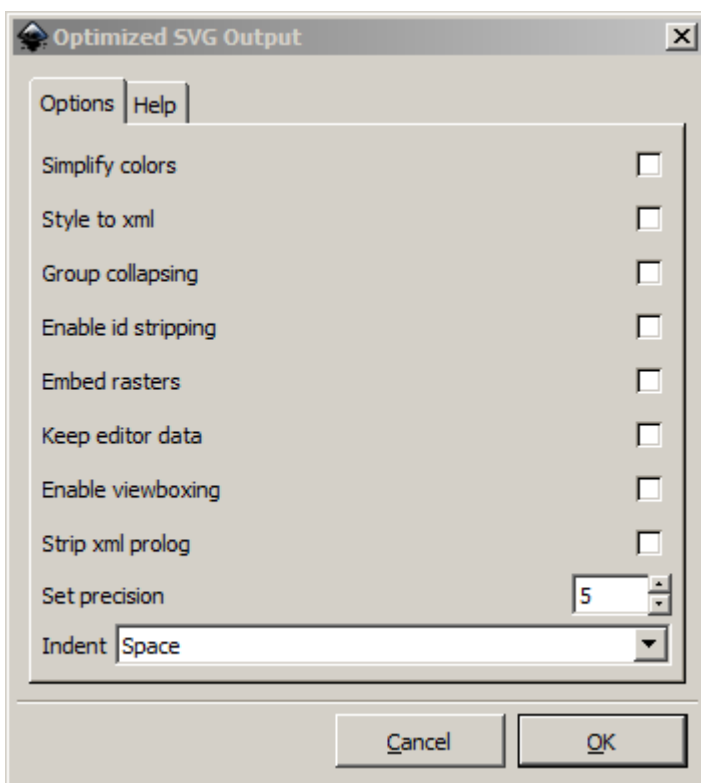 Optimized SVG Output
Options Help
Simplify colors
Style to xml
Group collapsing
Enable id stripping
Embed rasters
Keep editor data
Enable viewboxing
Strip xml prolog
Set precision 5
Indent Space
Cancel OK